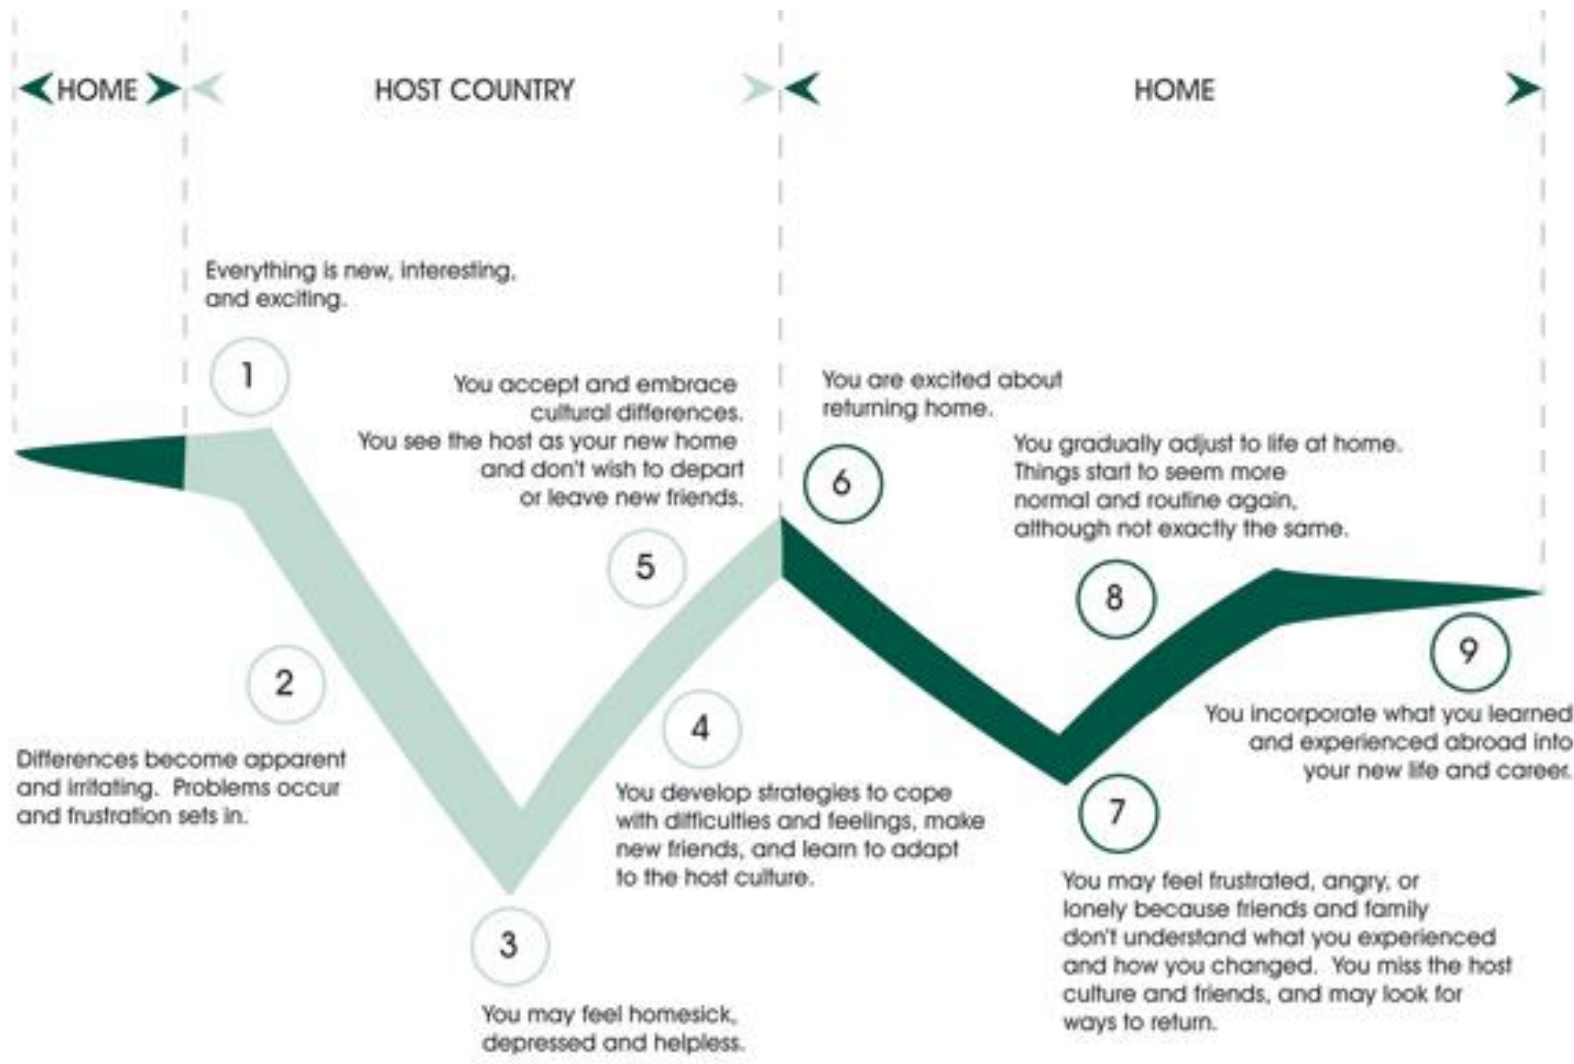 HOME
HOST COUNTRY
HOME
Everything is new, interesting,
and exciting.
1
2
Differences become apparent
and irritating.  Problems occur
and frustration sets in.
3
You may feel homesick,
depressed and helpless.
4
You develop strategies to cope
with difficulties and feelings, make
new friends, and learn to adapt
to the host culture.
You accept and embrace
cultural differences.
You see the host as your new home
and don't wish to depart
or leave new friends.
5
You are excited about
returning home.
6
7
You may feel frustrated, angry, or
lonely because friends and family
don't understand what you experienced
and how you changed.  You miss the host
culture and friends, and may look for
ways to return.
You gradually adjust to life at home.
Things start to seem more
normal and routine again,
although not exactly the same.
8
9
You incorporate what you learned
and experienced abroad into
your new life and career.